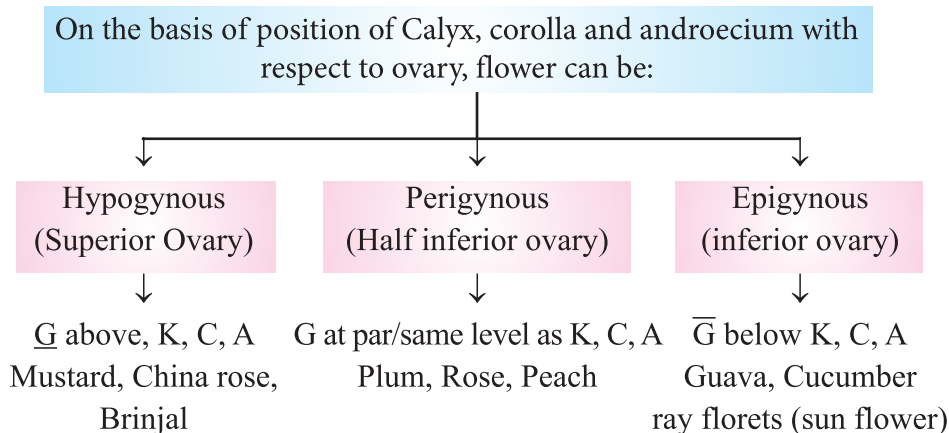 On the basis of position of Calyx, corolla and androecium with
respect to ovary, flower can be:
Hypogynous
(Superior Ovary)
G̲ above, K, C, A
Mustard, China rose,
Brinjal
Perigynous
(Half inferior ovary)
G at par/same level as K, C, A
Plum, Rose, Peach
Epigynous
(inferior ovary)
G̅ below K, C, A
Guava, Cucumber
ray florets (sun flower)